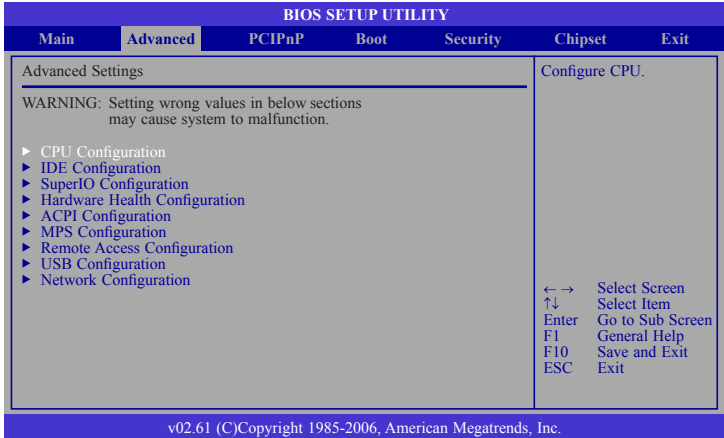 BIOS SETUP UTILITY
Main Advanced PCIPnP Boot Security Chipset Exit
Advanced Settings
WARNING: Setting wrong values in below sections
may cause system to malfunction.
► CPU Configuration
► IDE Configuration
► SuperIO Configuration
► Hardware Health Configuration
► ACPI Configuration
► MPS Configuration
► Remote Access Configuration
► USB Configuration
► Network Configuration
Configure CPU.
←→ Select Screen
↑↓ Select Item
Enter Go to Sub Screen
F1 General Help
F10 Save and Exit
ESC Exit
v02.61 (C)Copyright 1985-2006, American Megatrends, Inc.